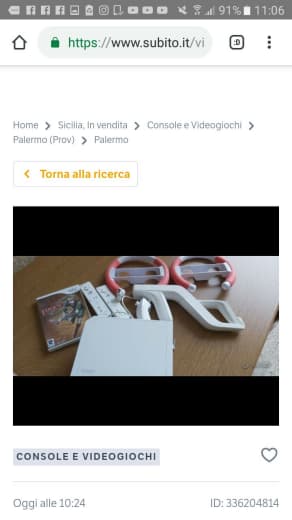 91% 11:06
https://www.subito.it/vi
:D
Home > Sicilia, In vendita > Console e Videogiochi >
Palermo (Prov) > Palermo
Torna alla ricerca
CONSOLE E VIDEOGIOCHI
Oggi alle 10:24 ID: 336204814